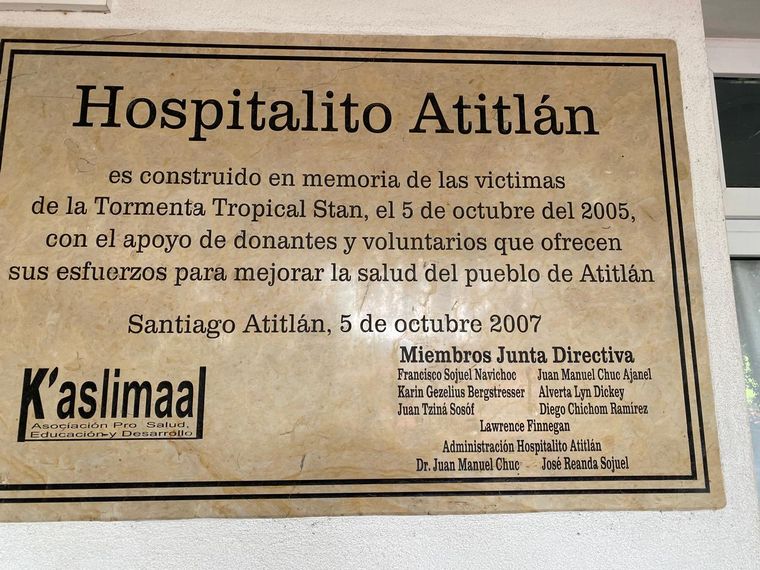 Hospitalito Atitlán
es construido en memoria de las victimas
de la Tormenta Tropical Stan, el 5 de octubre del 2005,
con el apoyo de donantes y voluntarios que ofrecen
sus esfuerzos para mejorar la salud del pueblo de Atitlán
Santiago Atitlán, 5 de octubre 2007
K'aslimaal
Asociación Pro Salud,
Educación y Desarrollo
Miembros Junta Directiva
Francisco Sojuel Navichoc Juan Manuel Chuc Ajanel
Karin Gezelius Bergstresser Alverta Lyn Dickey
Juan Tziná Sosóf Diego Chichom Ramírez
Lawrence Finnegan
Administración Hospitalito Atitlán
Dr. Juan Manuel Chuc José Reanda Sojuel